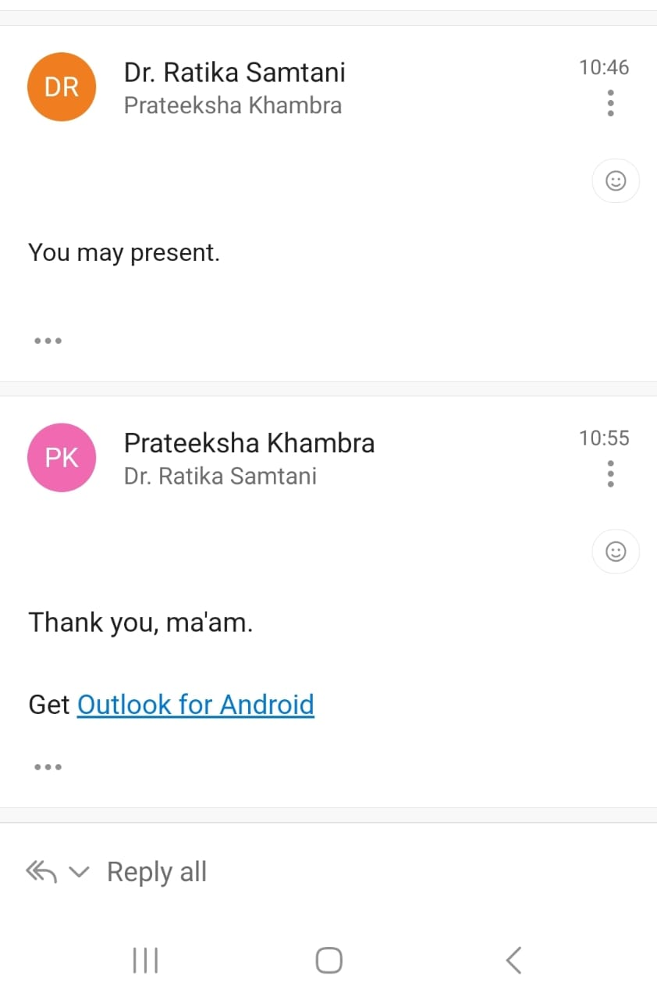 DR
Dr. Ratika Samtani
10:46
Prateeksha Khambra
You may present.
PK
Prateeksha Khambra
10:55
Dr. Ratika Samtani
Thank you, ma'am.
Get Outlook for Android
Reply all